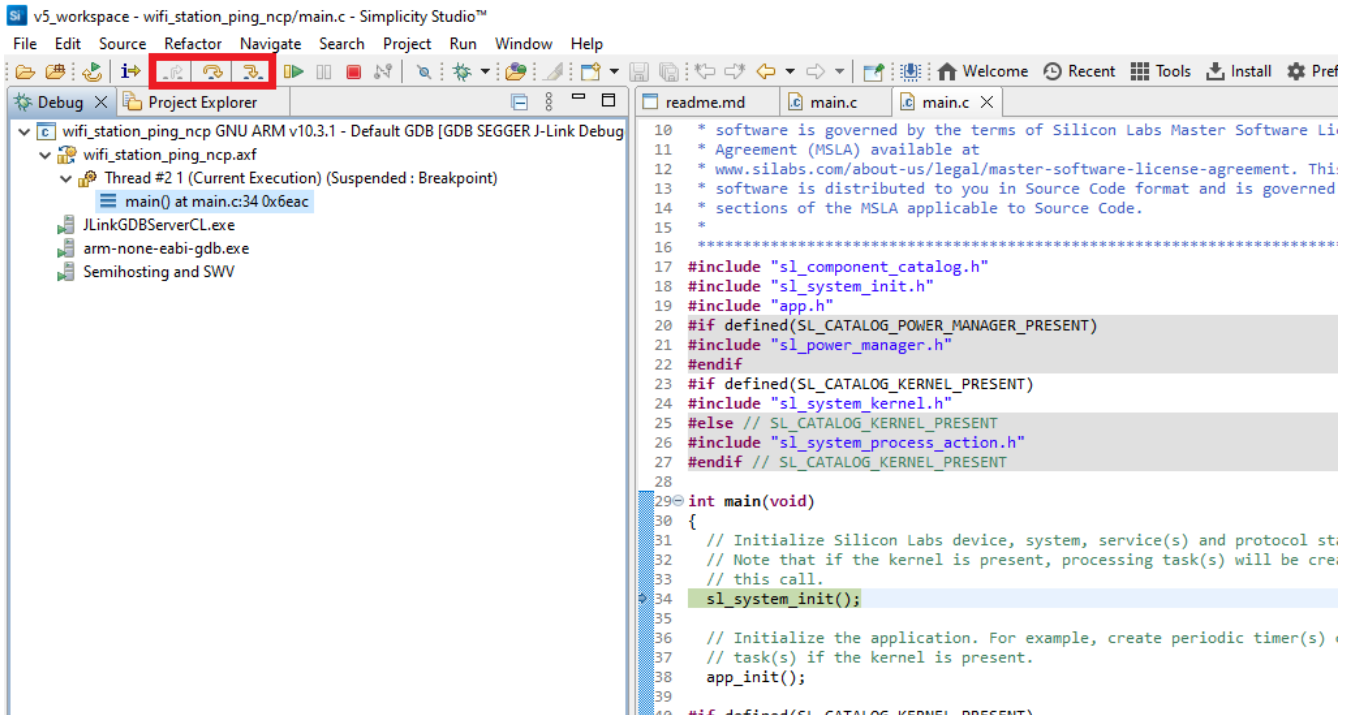 v5_workspace - wifi_station_ping_ncp/main.c - Simplicity Studio™
File Edit Source Refactor Navigate Search Project Run Window Help
Welcome Recent Tools Install Pref
Debug Project Explorer
wifi_station_ping_ncp GNU ARM v10.3.1 - Default GDB [GDB SEGGER J-Link Debug
wifi_station_ping_ncp.axf
Thread #2 1 (Current Execution) (Suspended : Breakpoint)
main() at main.c:34 0x6eac
JLinkGDBServerCL.exe
arm-none-eabi-gdb.exe
Semihosting and SWV
readme.md main.c main.c
10 * software is governed by the terms of Silicon Labs Master Software Li
11 * Agreement (MSLA) available at
12 * www.silabs.com/about-us/legal/master-software-license-agreement. Thi
13 * software is distributed to you in Source Code format and is governed
14 * sections of the MSLA applicable to Source Code.
15 *
16 ******************************************************************************
17 #include "sl_component_catalog.h"
18 #include "sl_system_init.h"
19 #include "app.h"
20 #if defined(SL_CATALOG_POWER_MANAGER_PRESENT)
21 #include "sl_power_manager.h"
22 #endif
23 #if defined(SL_CATALOG_KERNEL_PRESENT)
24 #include "sl_system_kernel.h"
25 #else // SL_CATALOG_KERNEL_PRESENT
26 #include "sl_system_process_action.h"
27 #endif // SL_CATALOG_KERNEL_PRESENT
28
29 int main(void)
30 {
31 // Initialize Silicon Labs device, system, service(s) and protocol sta
32 // Note that if the kernel is present, processing task(s) will be crea
33 // this call.
34 sl_system_init();
35
36 // Initialize the application. For example, create periodic timer(s)
37 // task(s) if the kernel is present.
38 app_init();
39
40 #if defined(SL_CATALOG_KERNEL_PRESENT)